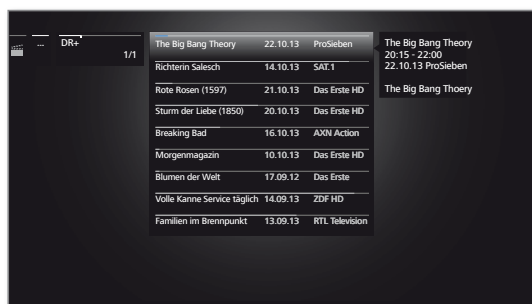 ...
DR+
1/1
The Big Bang Theory 22.10.13 ProSieben
Richterin Salesch 14.10.13 SAT.1
Rote Rosen (1597) 21.10.13 Das Erste HD
Sturm der Liebe (1850) 20.10.13 Das Erste HD
Breaking Bad 16.10.13 AXN Action
Morgenmagazin 10.10.13 Das Erste HD
Blumen der Welt 17.09.12 Das Erste
Volle Kanne Service täglich 14.09.13 ZDF HD
Familien im Brennpunkt 13.09.13 RTL Television
The Big Bang Theory
20:15 - 22:00
22.10.13 ProSieben
The Big Bang Thoery